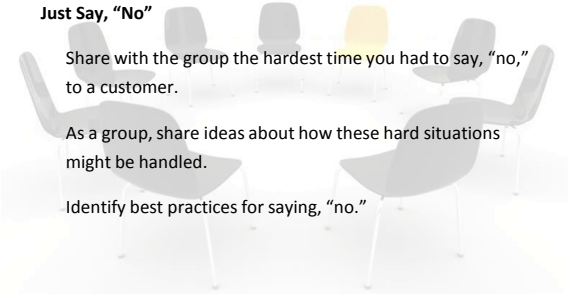 Just Say, “No”
Share with the group the hardest time you had to say, “no,”
to a customer.
As a group, share ideas about how these hard situations
might be handled.
Identify best practices for saying, “no.”